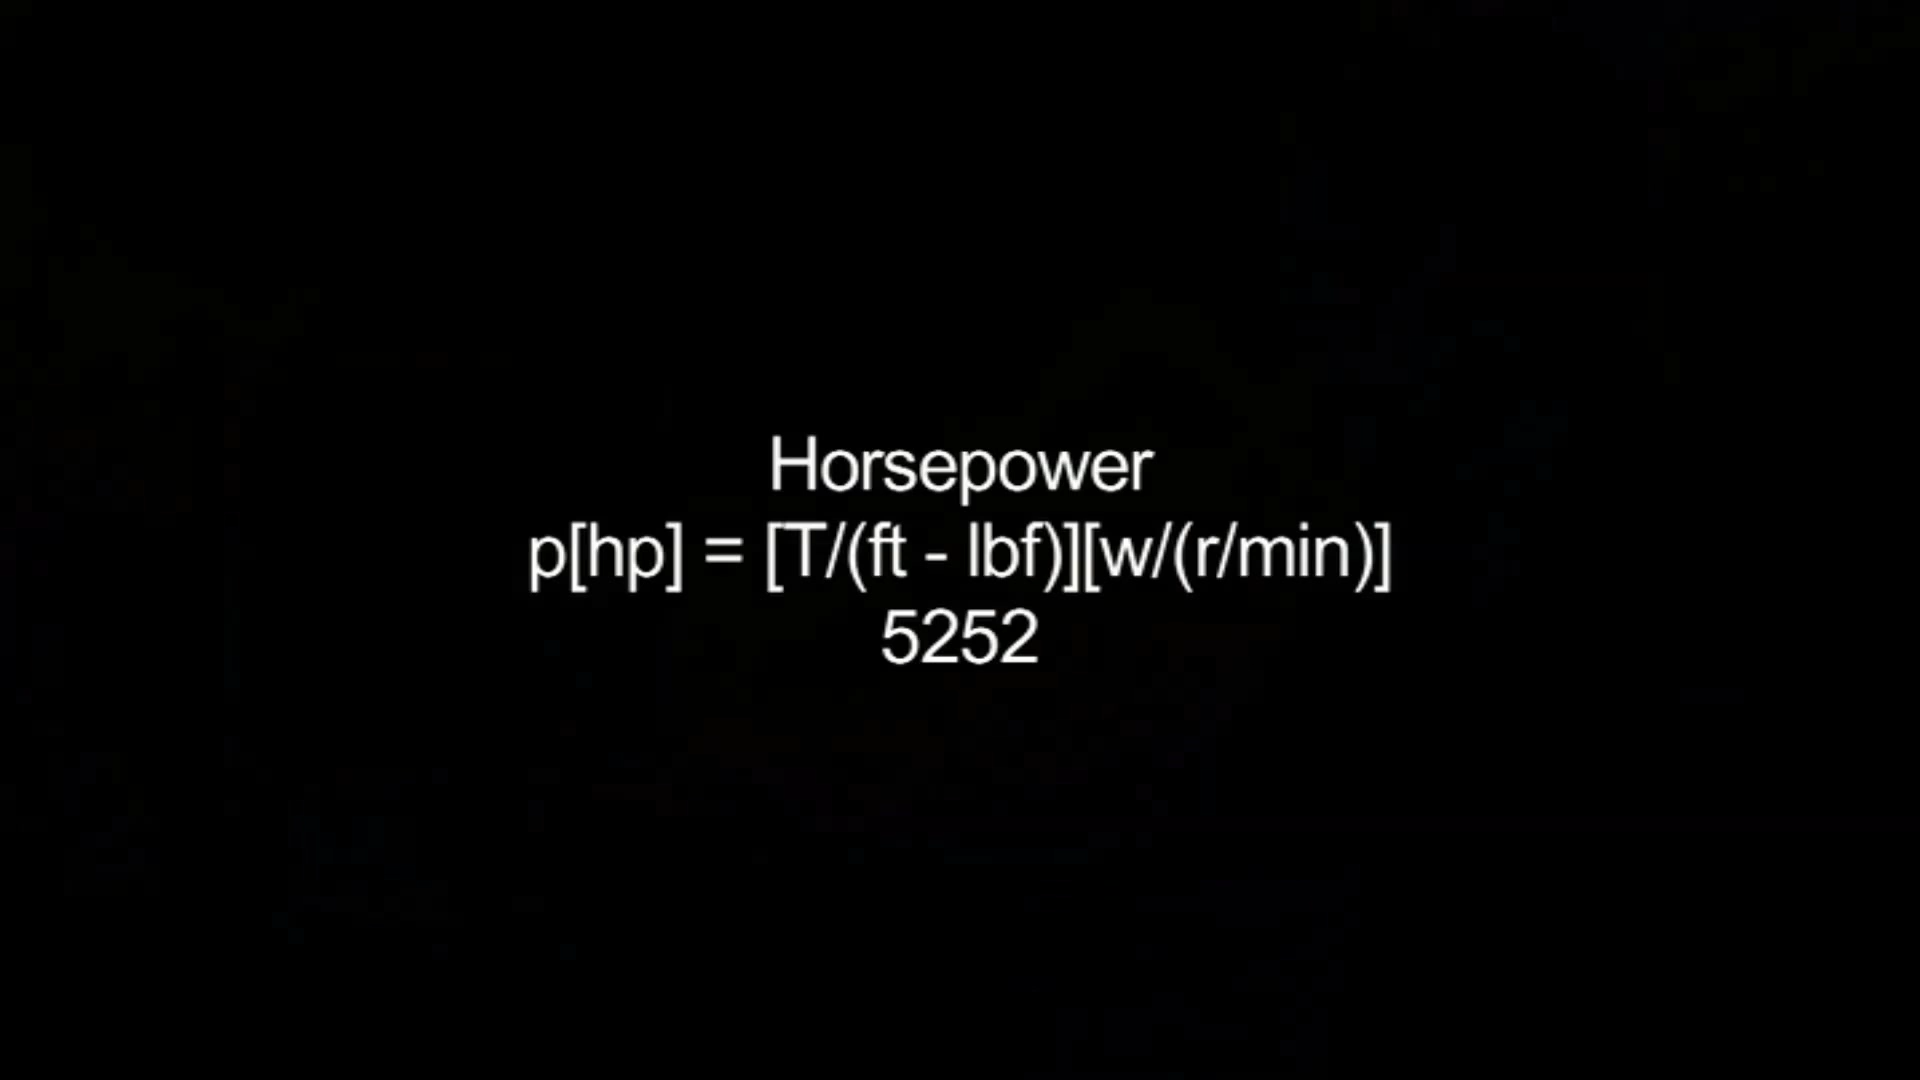 Horsepower
p[hp] = [T/(ft - lbf)][w/(r/min)]
5252